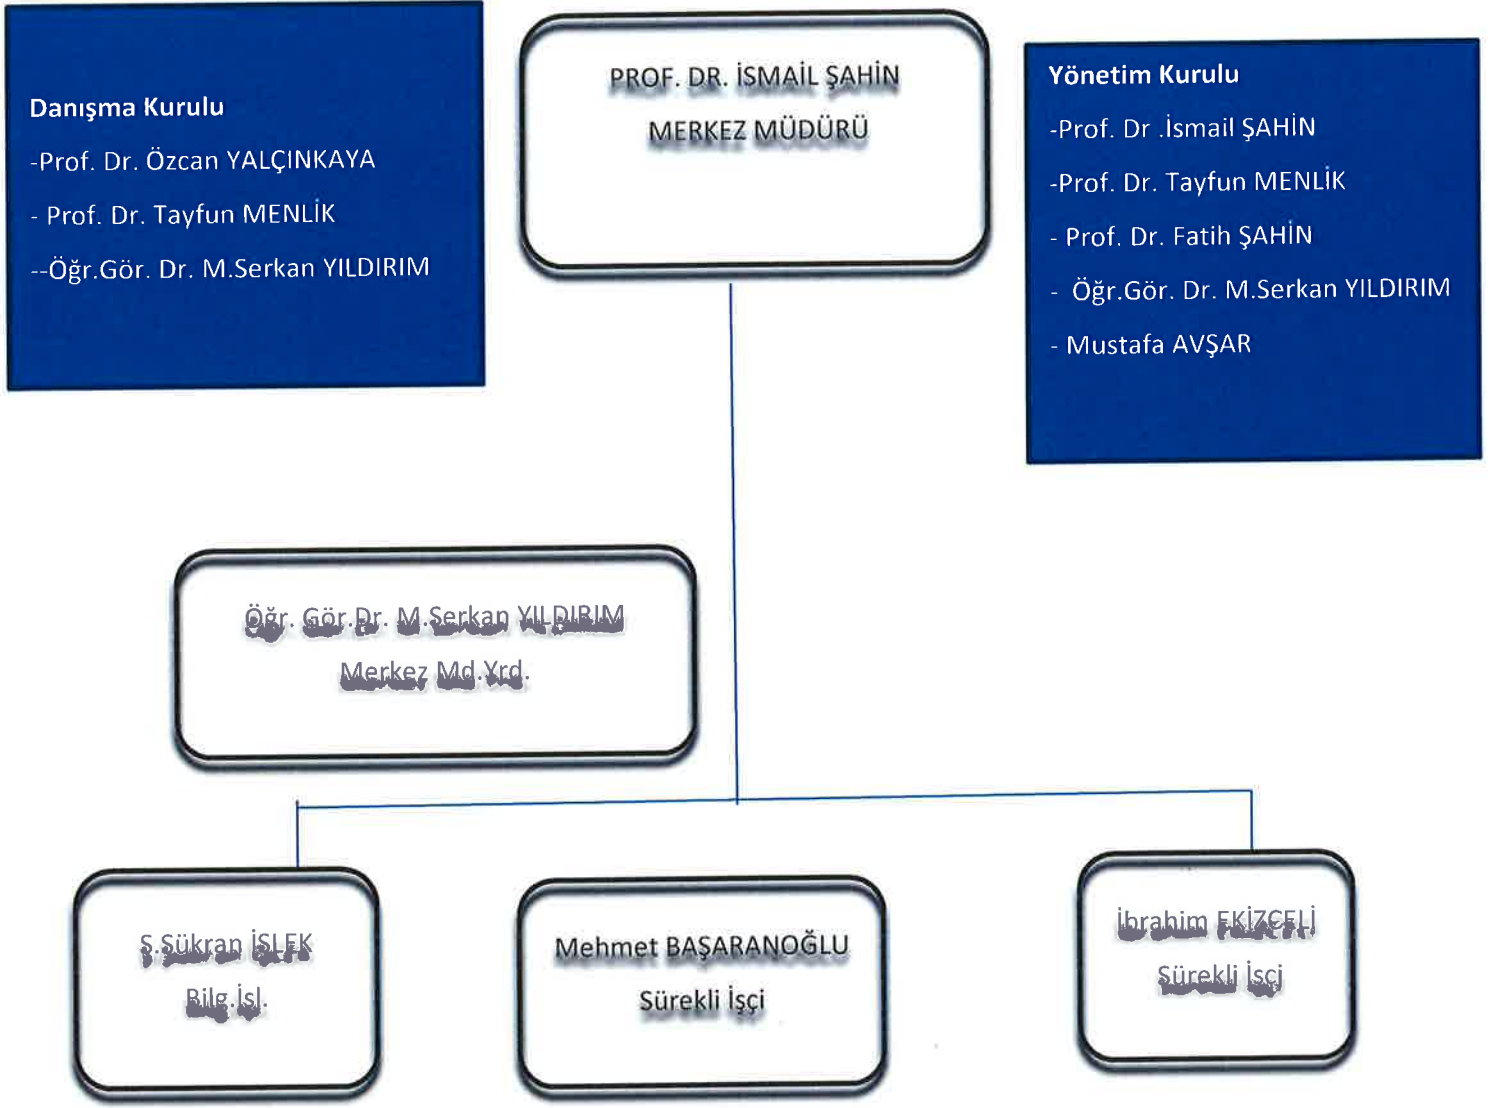 Danışma Kurulu
-Prof. Dr. Özcan YALÇINKAYA
- Prof. Dr. Tayfun MENLİK
--Öğr.Gör. Dr. M.Serkan YILDIRIM
PROF. DR. İSMAİL ŞAHİN
MERKEZ MÜDÜRÜ
Yönetim Kurulu
-Prof. Dr .İsmail ŞAHİN
-Prof. Dr. Tayfun MENLİK
- Prof. Dr. Fatih ŞAHİN
- Öğr.Gör. Dr. M.Serkan YILDIRIM
- Mustafa AVŞAR
Öğr. Gör.Dr. M.Serkan YILDIRIM
Merkez Md.Yrd.
Ş.Şükran İŞLEK
Bilg.İşl.
Mehmet BAŞARANOĞLU
Sürekli İşçi
İbrahim EKİZCELİ
Sürekli İşçi